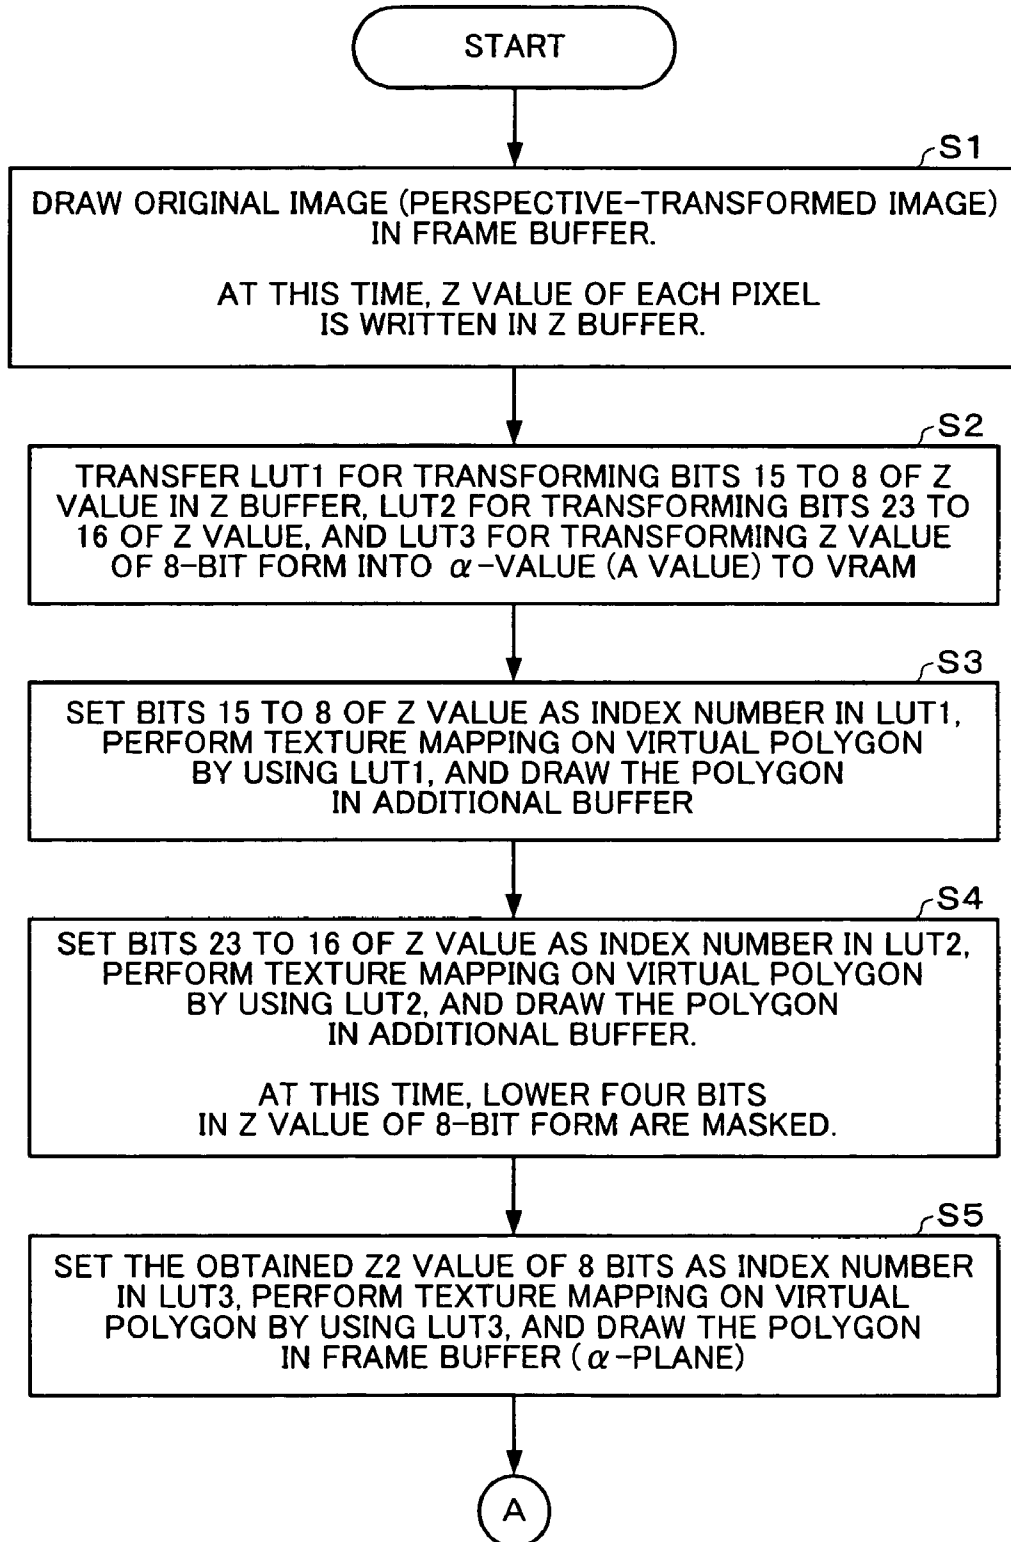 START
S1
DRAW ORIGINAL IMAGE (PERSPECTIVE-TRANSFORMED IMAGE)
IN FRAME BUFFER.
AT THIS TIME, Z VALUE OF EACH PIXEL
IS WRITTEN IN Z BUFFER.
S2
TRANSFER LUT1 FOR TRANSFORMING BITS 15 TO 8 OF Z
VALUE IN Z BUFFER, LUT2 FOR TRANSFORMING BITS 23 TO
16 OF Z VALUE, AND LUT3 FOR TRANSFORMING Z VALUE
OF 8-BIT FORM INTO α-VALUE (A VALUE) TO VRAM
S3
SET BITS 15 TO 8 OF Z VALUE AS INDEX NUMBER IN LUT1,
PERFORM TEXTURE MAPPING ON VIRTUAL POLYGON
BY USING LUT1, AND DRAW THE POLYGON
IN ADDITIONAL BUFFER
S4
SET BITS 23 TO 16 OF Z VALUE AS INDEX NUMBER IN LUT2,
PERFORM TEXTURE MAPPING ON VIRTUAL POLYGON
BY USING LUT2, AND DRAW THE POLYGON
IN ADDITIONAL BUFFER.
AT THIS TIME, LOWER FOUR BITS
IN Z VALUE OF 8-BIT FORM ARE MASKED.
S5
SET THE OBTAINED Z2 VALUE OF 8 BITS AS INDEX NUMBER
IN LUT3, PERFORM TEXTURE MAPPING ON VIRTUAL
POLYGON BY USING LUT3, AND DRAW THE POLYGON
IN FRAME BUFFER (α-PLANE)
A